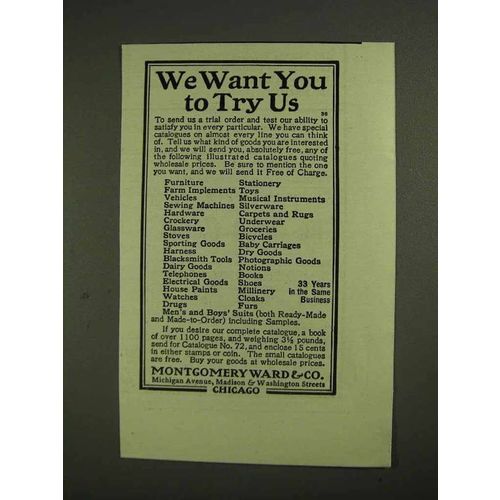 We Want You
to Try Us
To send us a trial order and test our ability to
satisfy you in every particular. We have special
catalogues on almost every line you can think
of. Tell us what kind of goods you are interested
in, and we will send you, absolutely free, any of
the following illustrated catalogues quoting
wholesale prices. Be sure to mention the one
you want, and we will send it Free of Charge.
Furniture Stationery
Farm Implements Toys
Vehicles Musical Instruments
Sewing Machines Silverware
Hardware Carpets and Rugs
Crockery Underwear
Glassware Groceries
Stoves Bicycles
Sporting Goods Baby Carriages
Harness Dry Goods
Blacksmith Tools Photographic Goods
Dairy Goods Notions
Telephones Books
Electrical Goods Shoes 33 Years
House Paints Millinery in the Same
Watches Cloaks Business
Drugs Furs
Men's and Boys' Suits (both Ready-Made
and Made-to-Order) including Samples.
If you desire our complete catalogue, a book
of over 1100 pages, and weighing 3½ pounds,
send for Catalogue No. 72, and enclose 15 cents
in either stamps or coin. The small catalogues
are free. Buy your goods at wholesale prices.
MONTGOMERY WARD & CO.
Michigan Avenue, Madison & Washington Streets
CHICAGO